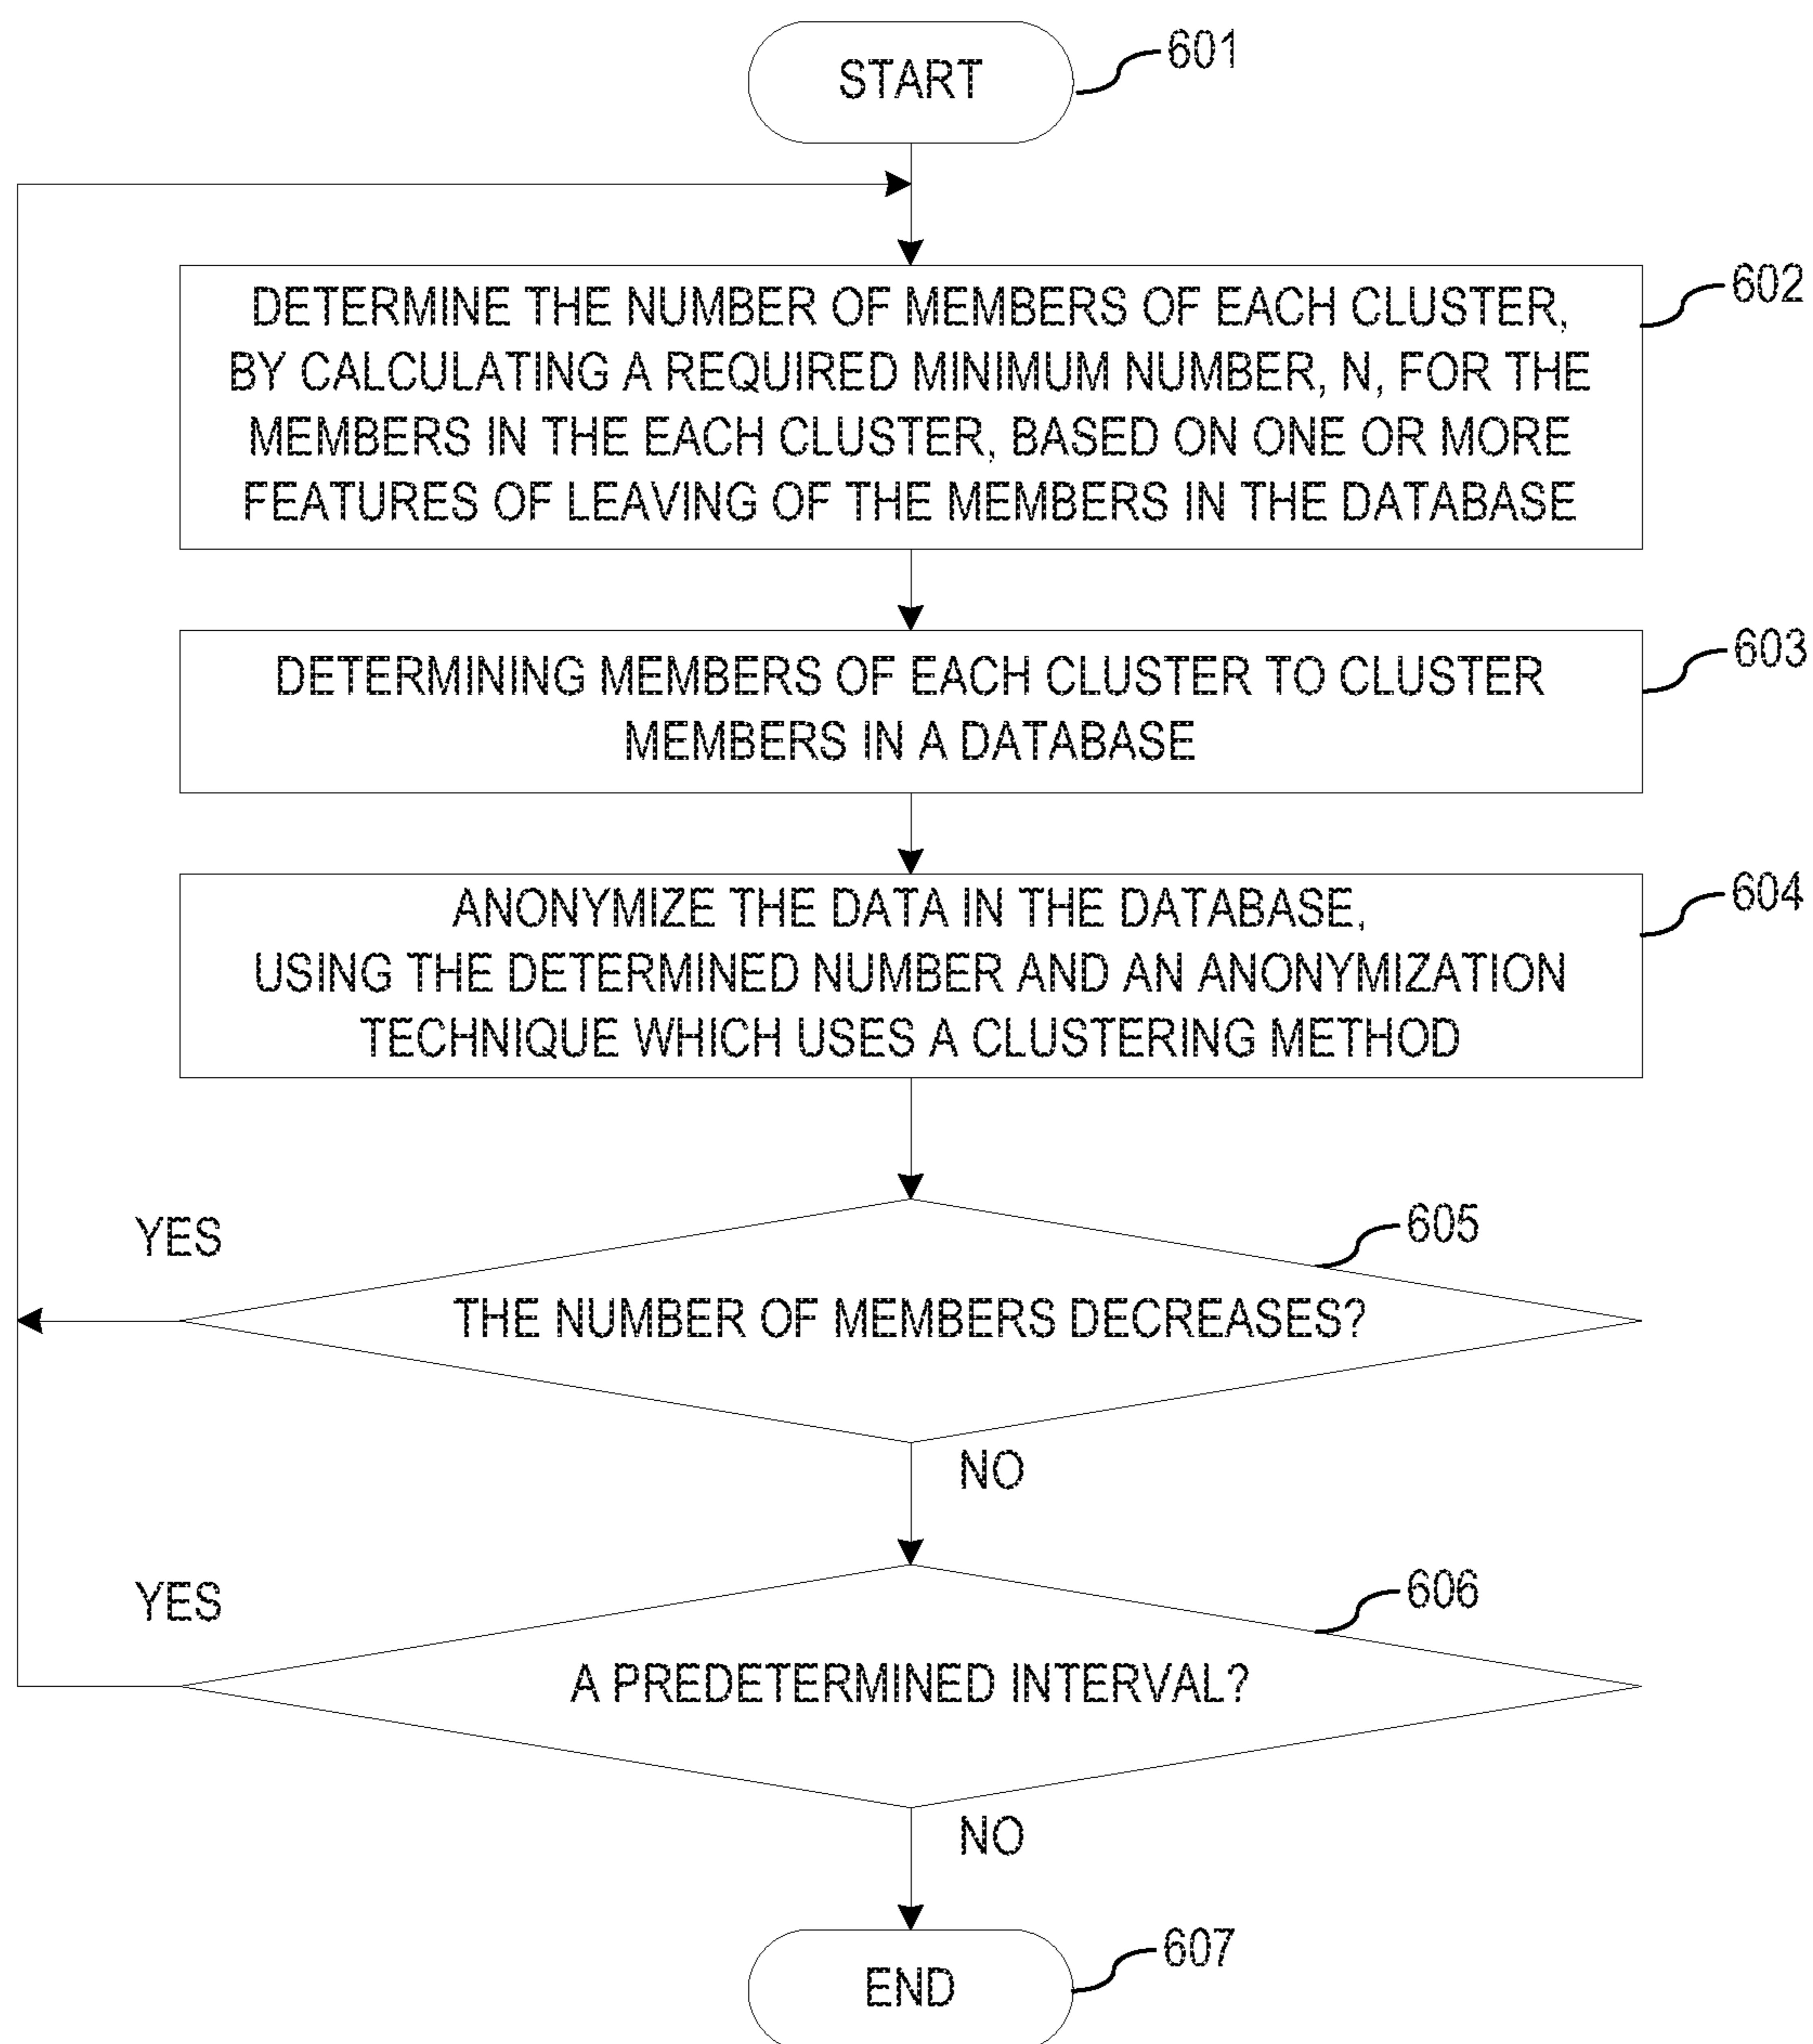 START
601
DETERMINE THE NUMBER OF MEMBERS OF EACH CLUSTER,
BY CALCULATING A REQUIRED MINIMUM NUMBER, N, FOR THE
MEMBERS IN THE EACH CLUSTER, BASED ON ONE OR MORE
FEATURES OF LEAVING OF THE MEMBERS IN THE DATABASE
602
DETERMINING MEMBERS OF EACH CLUSTER TO CLUSTER
MEMBERS IN A DATABASE
603
ANONYMIZE THE DATA IN THE DATABASE,
USING THE DETERMINED NUMBER AND AN ANONYMIZATION
TECHNIQUE WHICH USES A CLUSTERING METHOD
604
YES
605
THE NUMBER OF MEMBERS DECREASES?
NO
YES
606
A PREDETERMINED INTERVAL?
NO
END
607